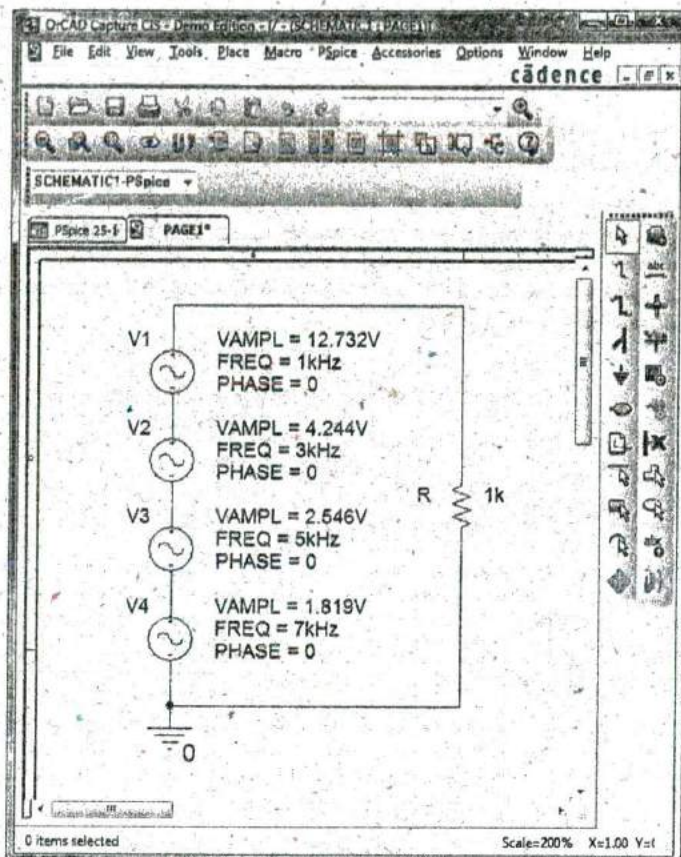 OrCAD Capture CIS - Demo Edition - [/ - (SCHEMATIC1 : PAGE1)]
File Edit View Tools Place Macro PSpice Accessories Options Window Help
cādence
SCHEMATIC1-PSpice
PSpice 25-1 PAGE1*
V1 VAMPL = 12.732V
FREQ = 1kHz
PHASE = 0
V2 VAMPL = 4.244V
FREQ = 3kHz
PHASE = 0
R 1k
V3 VAMPL = 2.546V
FREQ = 5kHz
PHASE = 0
V4 VAMPL = 1.819V
FREQ = 7kHz
PHASE = 0
0
abc
0 items selected Scale=200% X=1.00 Y=(